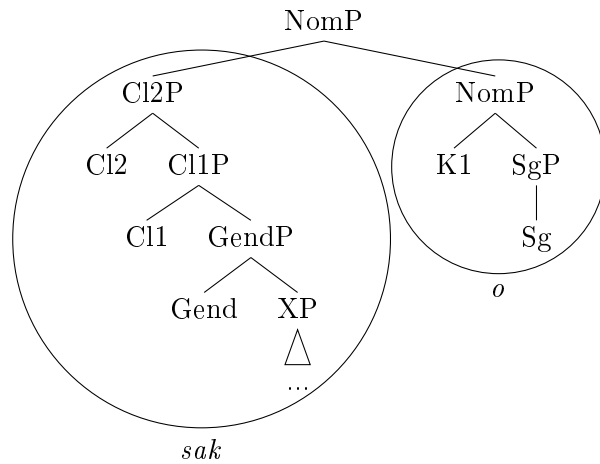 NomP
Cl2P NomP
Cl2 Cl1P K1 SgP
Cl1 GendP Sg
Gend XP
...
o
sak